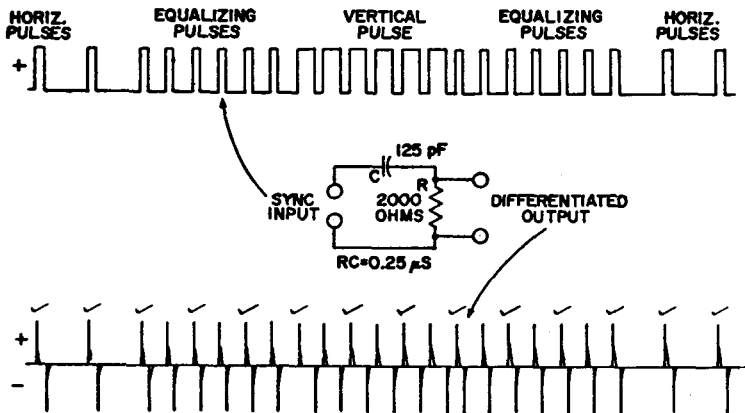 HORIZ.
PULSES
EQUALIZING
PULSES
VERTICAL
PULSE
EQUALIZING
PULSES
HORIZ.
PULSES
+
125 pF
C
R
SYNC
INPUT
2000
OHMS
DIFFERENTIATED
OUTPUT
RC=0.25 µS
+
−